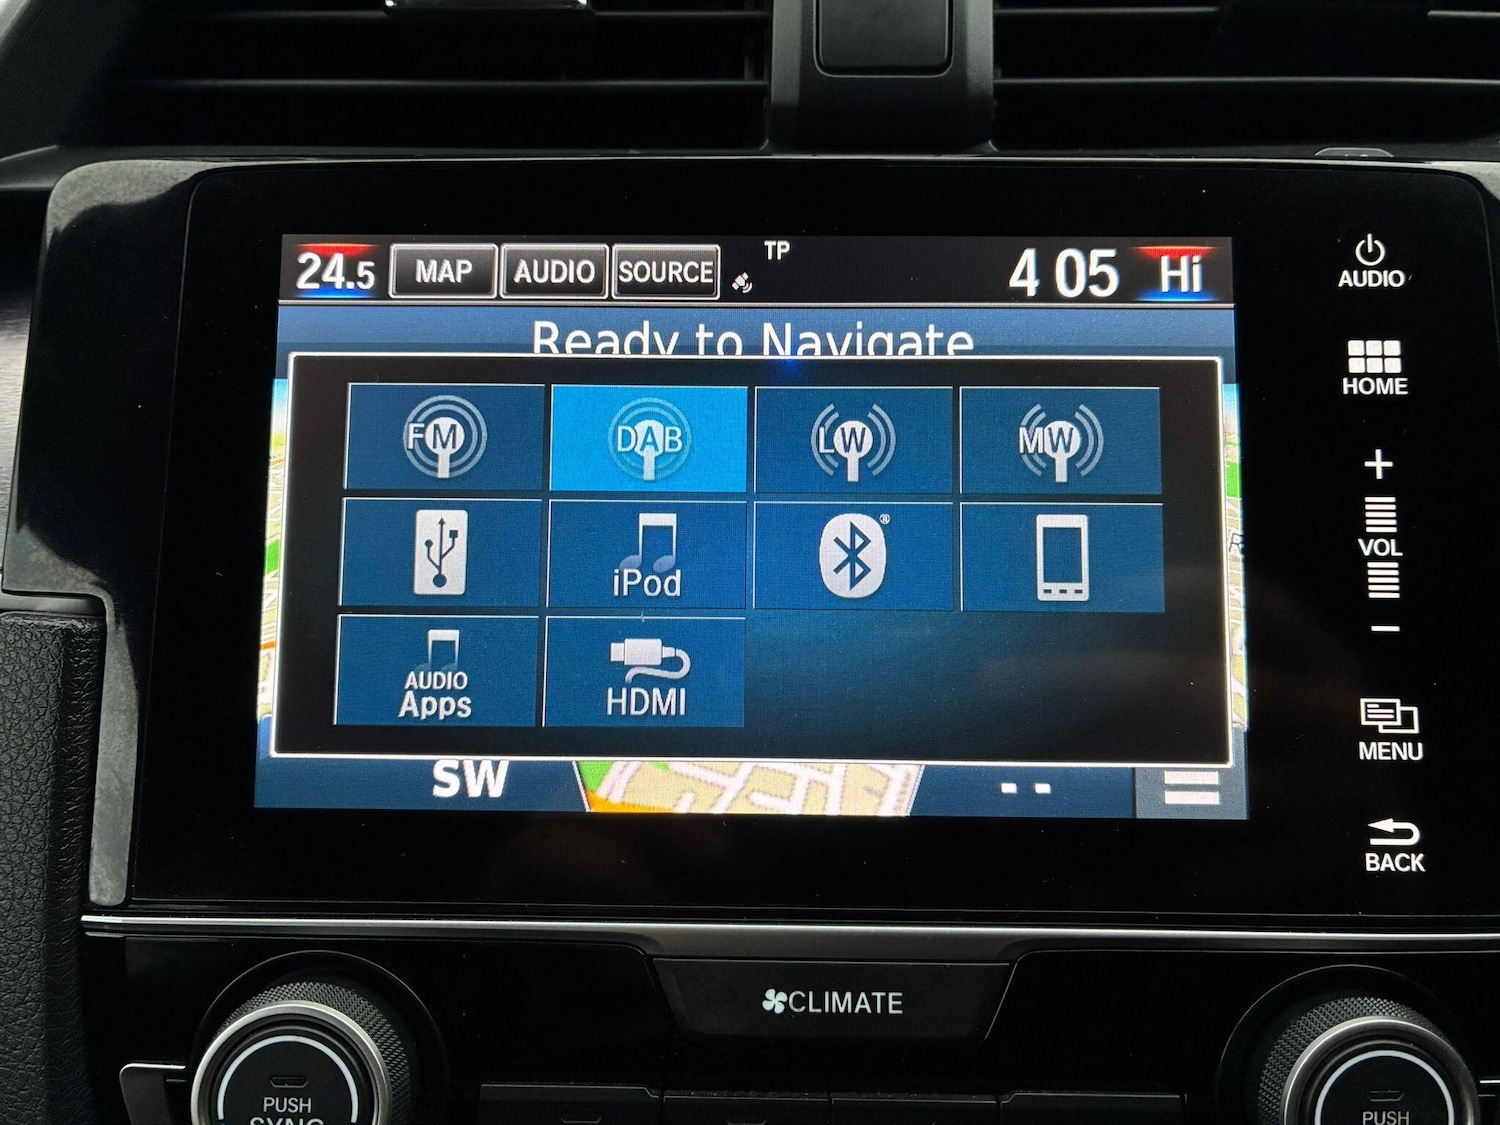 24.5 MAP AUDIO SOURCE TP 4 05 Hi
Ready to Navigate
FM DAB LW MW
iPod ®
AUDIO Apps HDMI
SW - -
AUDIO
HOME
+
VOL
−
MENU
BACK
CLIMATE
PUSH
SYNC
PUSH